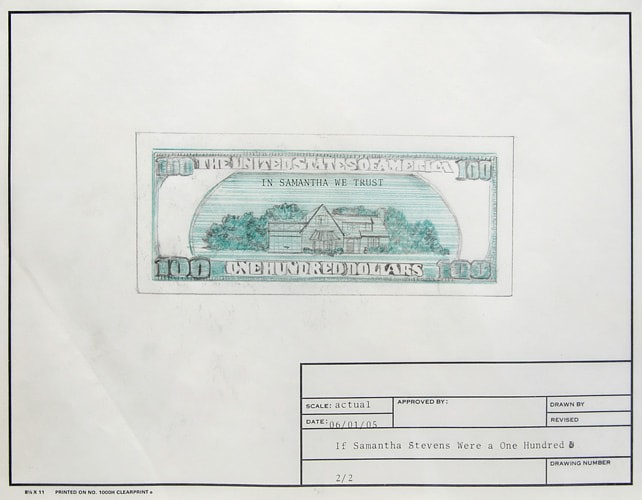 100 THE UNITED STATES OF AMERICA 100
IN SAMANTHA WE TRUST
100 ONE HUNDRED DOLLARS 100
SCALE: actual
APPROVED BY:
DRAWN BY
DATE: 06/01/05
REVISED
If Samantha Stevens Were a One Hundred
DRAWING NUMBER
2/2
8½ X 11 PRINTED ON NO. 1000H CLEARPRINT